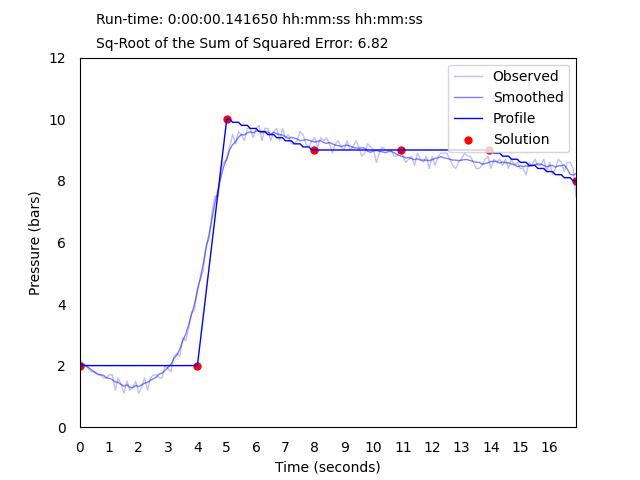 Run-time: 0:00:00.141650 hh:mm:ss hh:mm:ss
Sq-Root of the Sum of Squared Error: 6.82
12
10
8
6
4
2
0
Pressure (bars)
Observed
Smoothed
Profile
Solution
0 1 2 3 4 5 6 7 8 9 10 11 12 13 14 15 16
Time (seconds)